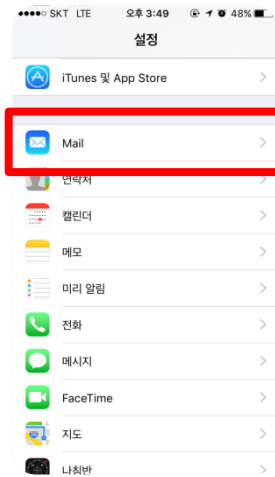 SKT LTE 오후 3:49 48%
설정
iTunes 및 App Store
Mail
연락처
캘린더
메모
미리 알림
전화
메시지
FaceTime
지도
나침반